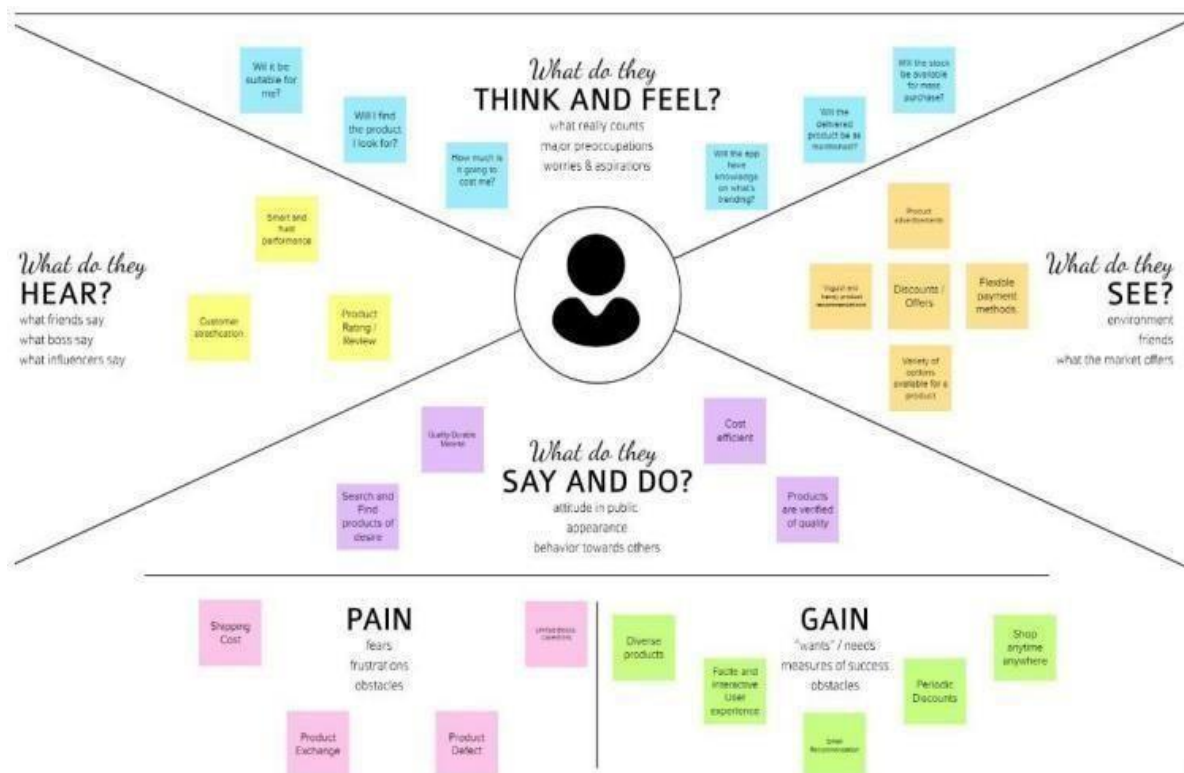 What do they
THINK AND FEEL?
what really counts
major preoccupations
worries & aspirations
Will it be
suitable for
me?
Will I find
the product
I look for?
How much is
it going to
cost me?
Will the app
have
knowledge
on what's
trending?
Will the
delivered
product be as
Will the stock
be available
for mass
purchase?
What do they
HEAR?
what friends say
what boss say
what influencers say
Smart and
performance
Customer
Product
Rating /
Review
What do they
SEE?
environment
friends
what the market offers
Product
advertisements
product
Discounts /
Offers
Flexible
payment
methods.
Variety of
options
available for a
product
What do they
SAY AND DO?
attitude in public
appearance
behavior towards others
Quality Durable
Material
Search and
Find
products of
desire
Cost
efficient
Products
are verified
of quality
PAIN
fears
frustrations
obstacles
Shipping
Cost
Product
Exchange
Product
Defect
GAIN
"wants" / needs
measures of success
obstacles
Diverse
products
Facile and
interactive
User
experience
Recommendation
Periodic
Discounts
Shop
anytime
anywhere